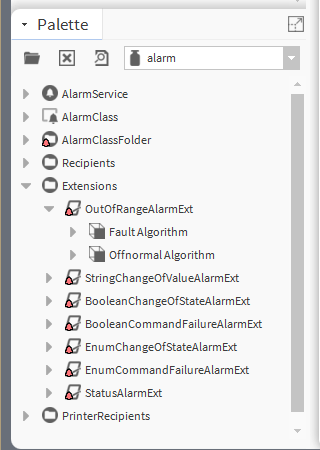 Palette
alarm
AlarmService
AlarmClass
AlarmClassFolder
Recipients
Extensions
OutOfRangeAlarmExt
Fault Algorithm
Offnormal Algorithm
StringChangeOfValueAlarmExt
BooleanChangeOfStateAlarmExt
BooleanCommandFailureAlarmExt
EnumChangeOfStateAlarmExt
EnumCommandFailureAlarmExt
StatusAlarmExt
PrinterRecipients